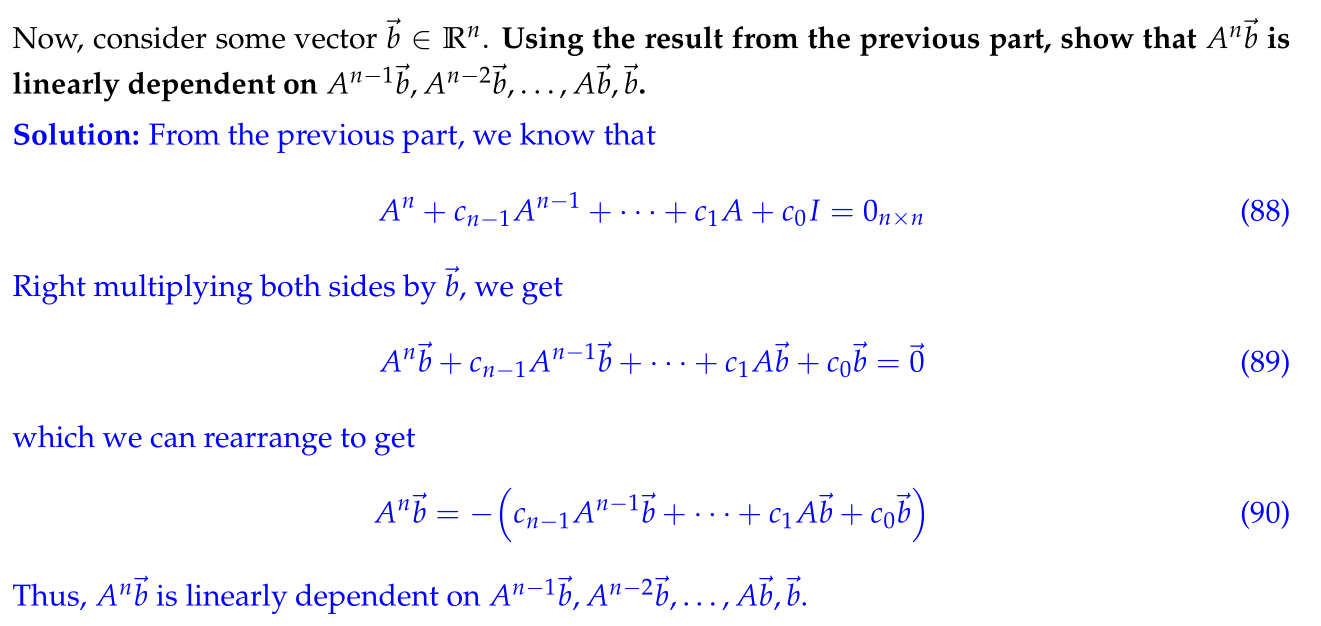 Now, consider some vector $\vec{b} \in \mathbb{R}^n$. Using the result from the previous part, show that $A^n\vec{b}$ is
linearly dependent on $A^{n-1}\vec{b}, A^{n-2}\vec{b}, \ldots, A\vec{b}, \vec{b}$.
Solution: From the previous part, we know that
$A^n + c_{n-1}A^{n-1} + \cdots + c_1 A + c_0 I = 0_{n \times n}$ (88)
Right multiplying both sides by $\vec{b}$, we get
$A^n\vec{b} + c_{n-1}A^{n-1}\vec{b} + \cdots + c_1 A\vec{b} + c_0\vec{b} = \vec{0}$ (89)
which we can rearrange to get
$A^n\vec{b} = -\left(c_{n-1}A^{n-1}\vec{b} + \cdots + c_1 A\vec{b} + c_0\vec{b}\right)$ (90)
Thus, $A^n\vec{b}$ is linearly dependent on $A^{n-1}\vec{b}, A^{n-2}\vec{b}, \ldots, A\vec{b}, \vec{b}$.